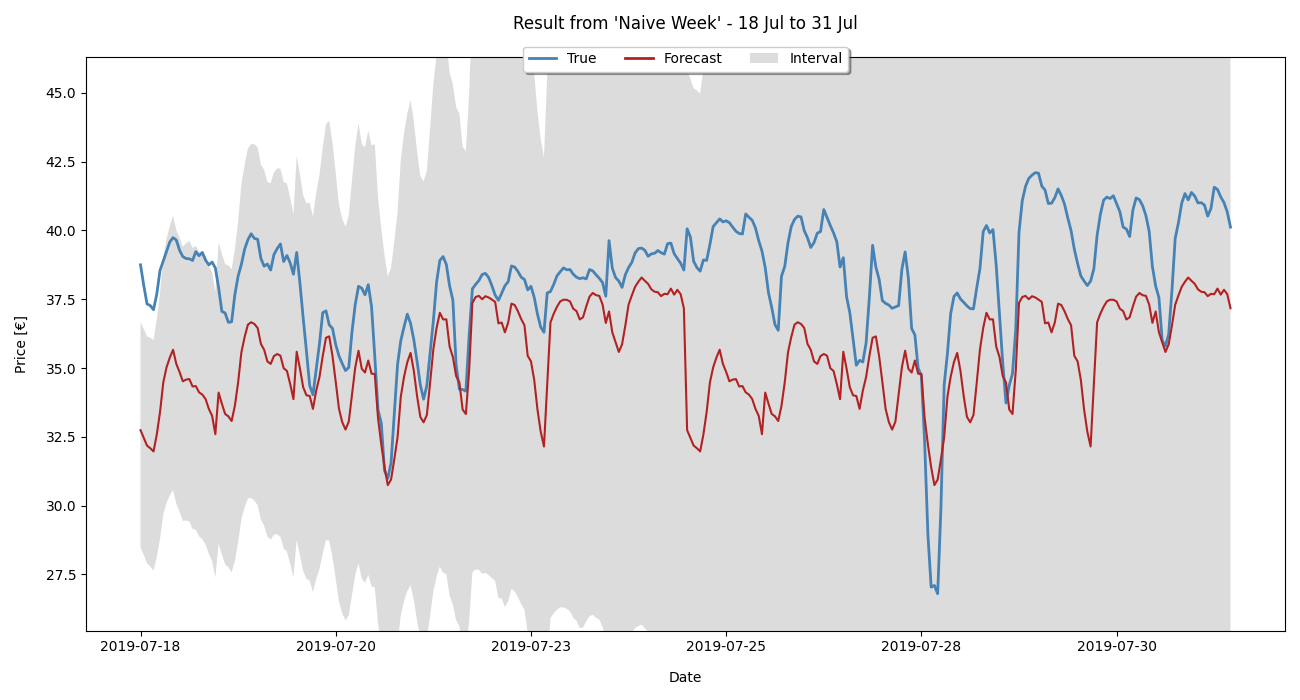 Result from 'Naive Week' - 18 Jul to 31 Jul
True Forecast Interval
45.0
42.5
40.0
37.5
35.0
32.5
30.0
27.5
Price [€]
2019-07-18 2019-07-20 2019-07-23 2019-07-25 2019-07-28 2019-07-30
Date